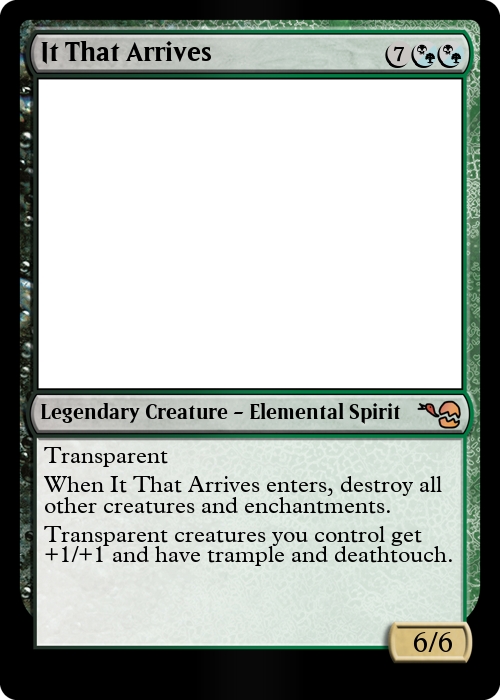 It That Arrives 7
Legendary Creature – Elemental Spirit
Transparent
When It That Arrives enters, destroy all
other creatures and enchantments.
Transparent creatures you control get
+1/+1 and have trample and deathtouch.
6/6